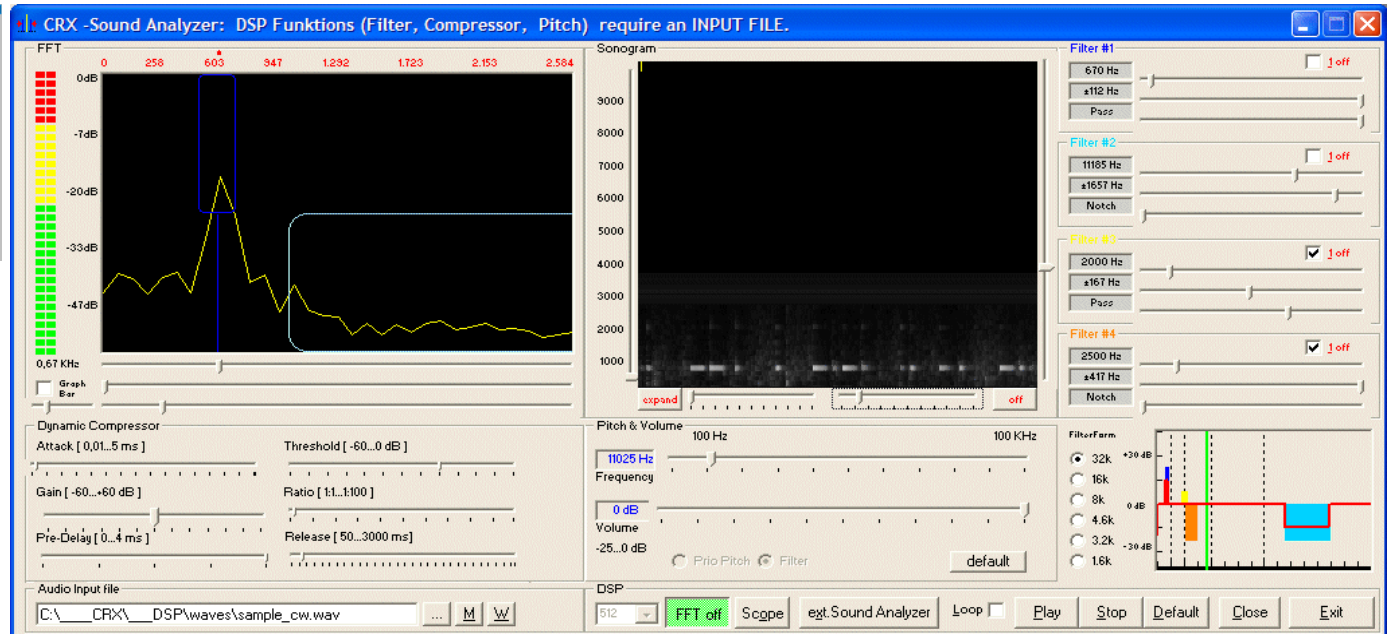 CRX -Sound Analyzer: DSP Funktions (Filter, Compressor, Pitch) require an INPUT FILE.
FFT
0 258 603 947 1.292 1.723 2.153 2.584
0dB
-7dB
-20dB
-33dB
-47dB
0,67 KHz
Graph
Bar
Sonogram
9000
8000
7000
6000
5000
4000
3000
2000
1000
expand
off
Filter #1
1 off
670 Hz
±112 Hz
Pass
Filter #2
1 off
11185 Hz
±1657 Hz
Notch
Filter #3
1 off
2000 Hz
±167 Hz
Pass
Filter #4
1 off
2500 Hz
±417 Hz
Notch
Dynamic Compressor
Attack [ 0,01...5 ms ]
Threshold [ -60...0 dB ]
Gain [ -60...+60 dB ]
Ratio [ 1:1...1:100 ]
Pre-Delay [ 0...4 ms ]
Release [ 50...3000 ms]
Pitch & Volume
100 Hz
100 KHz
11025 Hz
Frequency
0 dB
Volume
-25...0 dB
Prio Pitch
Filter
default
FilterForm
32k
16k
8k
4.6k
3.2k
1.6k
+30 dB
0 dB
-30 dB
Audio Input file
C:\____CRX\___DSP\waves\sample_cw.wav
...
M
W
DSP
512
FFT off
Scope
ext.Sound Analyzer
Loop
Play
Stop
Default
Close
Exit